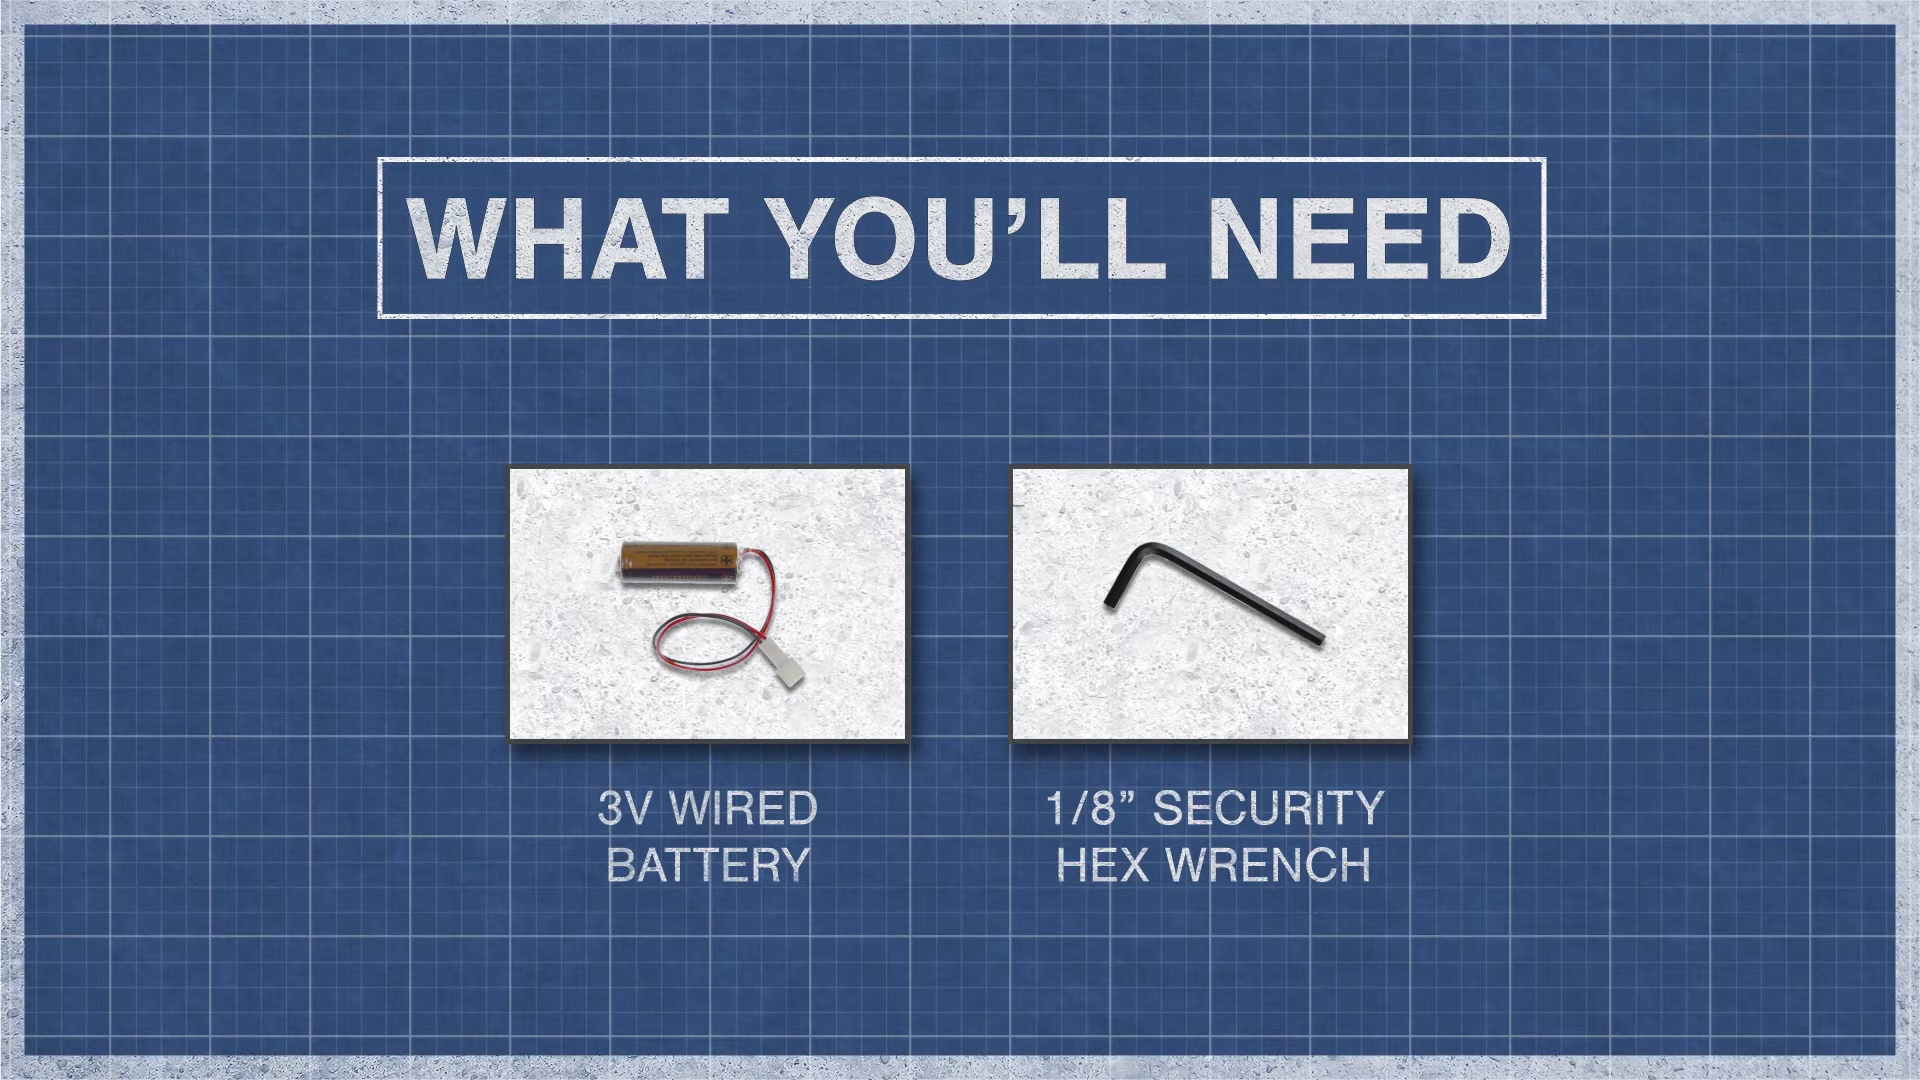 WHAT YOU’LL NEED
3V WIRED
BATTERY
1/8” SECURITY
HEX WRENCH